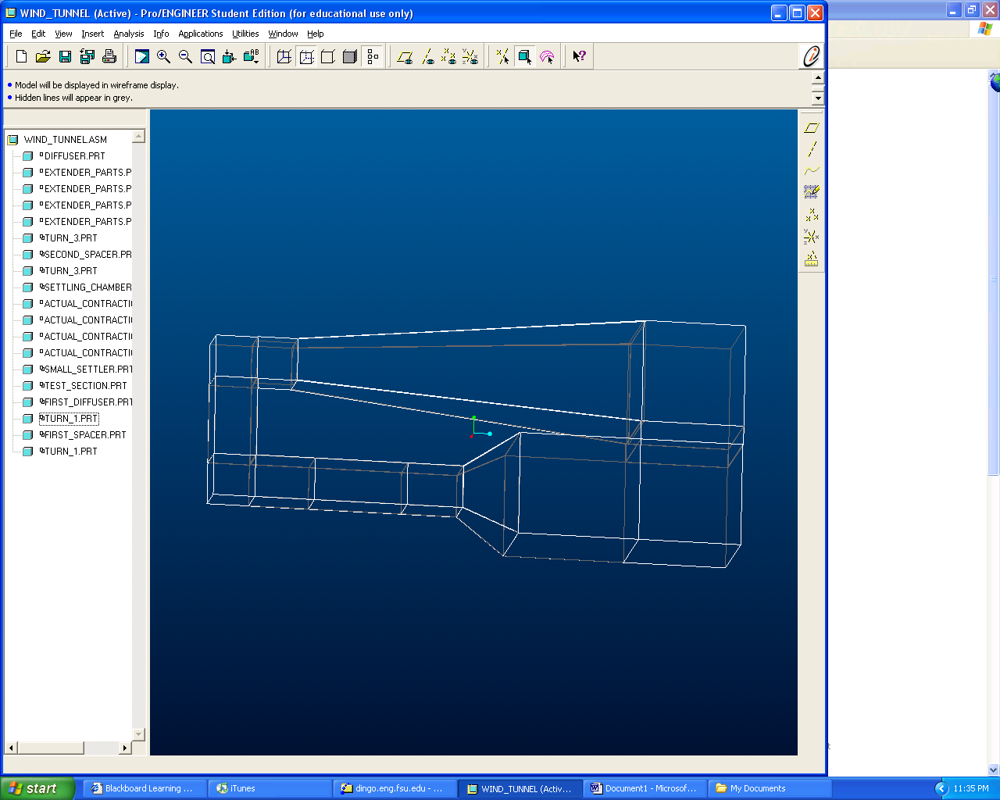 WIND_TUNNEL (Active) - Pro/ENGINEER Student Edition (for educational use only)
File Edit View Insert Analysis Info Applications Utilities Window Help
Model will be displayed in wireframe display.
Hidden lines will appear in grey.
WIND_TUNNEL.ASM
DIFFUSER.PRT
EXTENDER_PARTS.P
EXTENDER_PARTS.P
EXTENDER_PARTS.P
EXTENDER_PARTS.P
TURN_3.PRT
SECOND_SPACER.PR
TURN_3.PRT
SETTLING_CHAMBER
ACTUAL_CONTRACTI
ACTUAL_CONTRACTI
ACTUAL_CONTRACTI
ACTUAL_CONTRACTI
SMALL_SETTLER.PRT
TEST_SECTION.PRT
FIRST_DIFFUSER.PRT
TURN_1.PRT
FIRST_SPACER.PRT
TURN_1.PRT
start Blackboard Learning ... iTunes dingo.eng.fsu.edu - ... WIND_TUNNEL (Activ... Document1 - Microsof... My Documents 11:35 PM